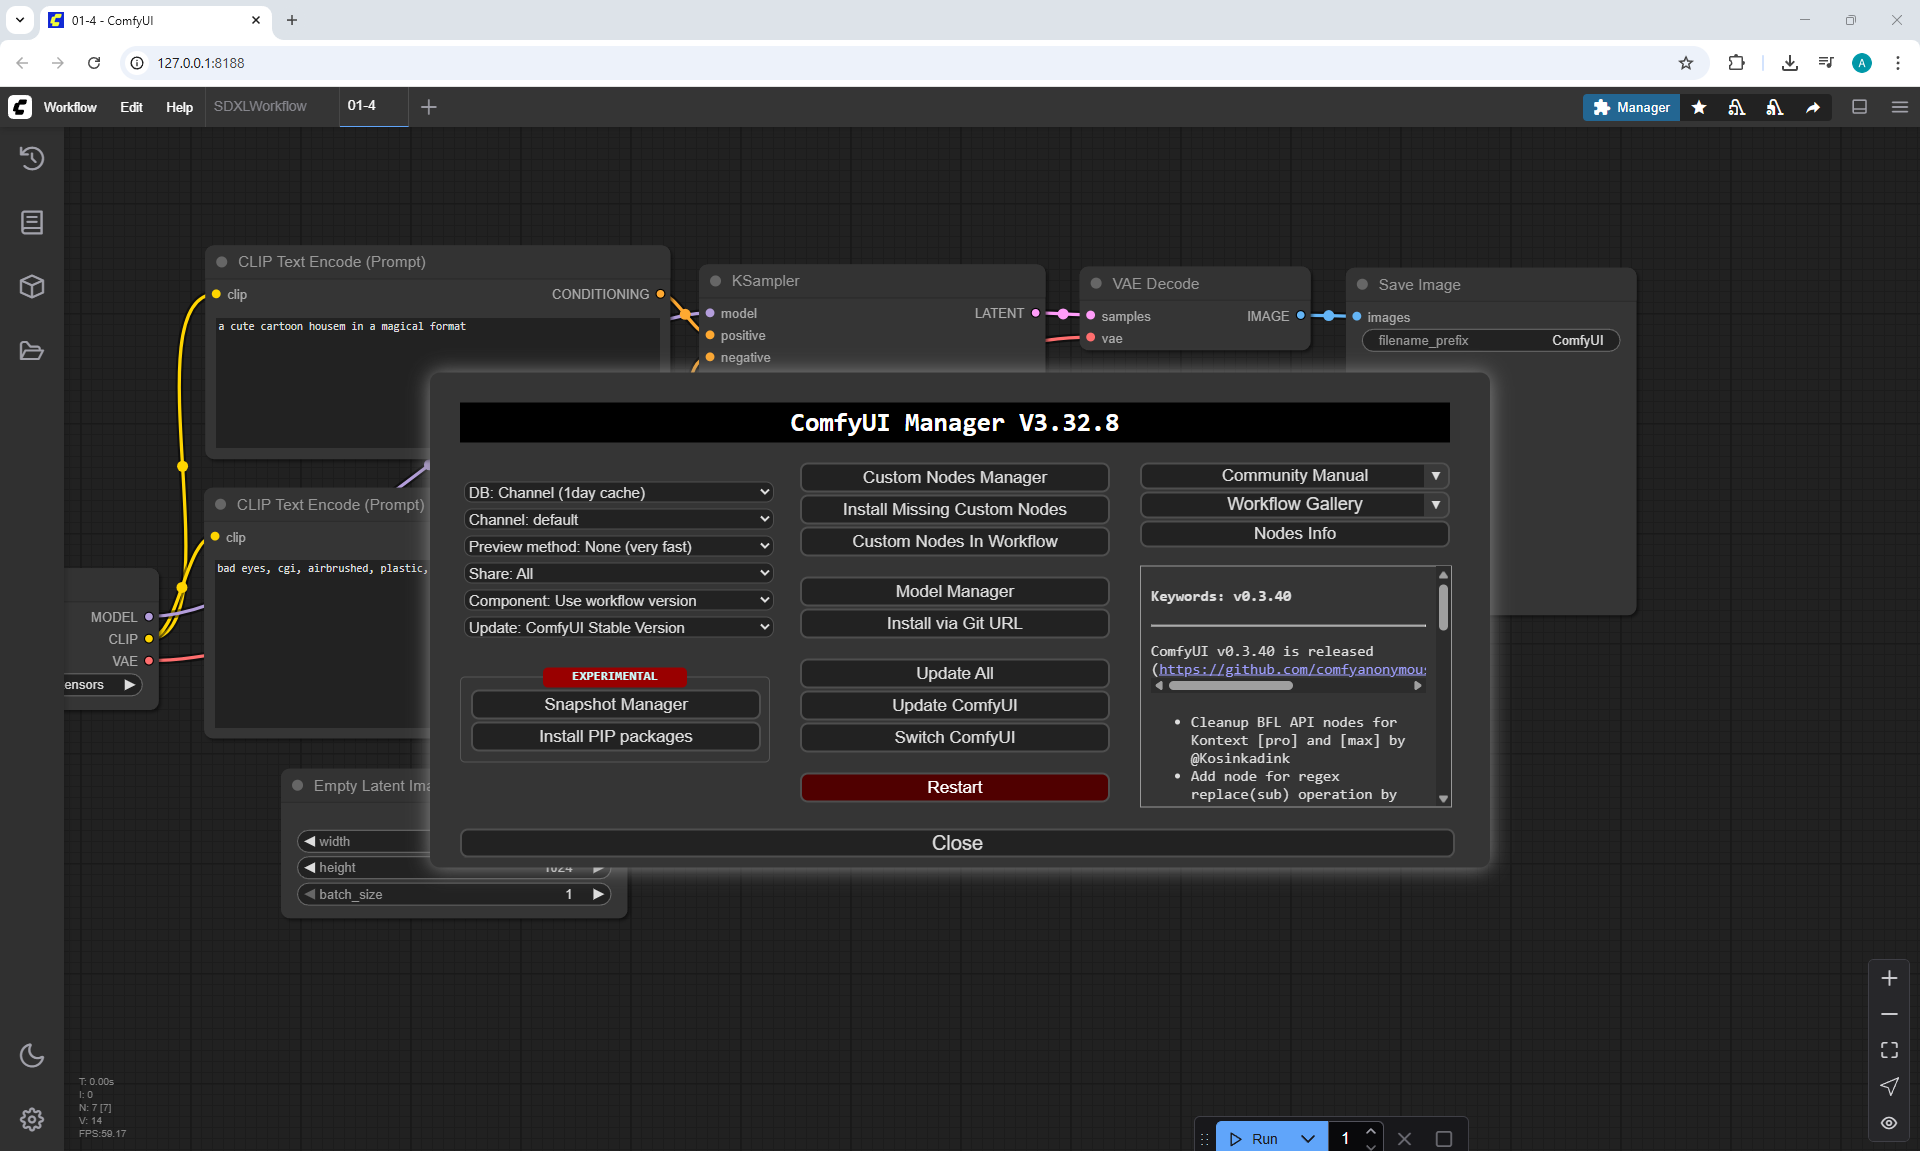 01-4 - ComfyUI
127.0.0.1:8188
A
Workflow
Edit
Help
SDXLWorkflow
01-4
Manager
CLIP Text Encode (Prompt)
clip
CONDITIONING
a cute cartoon housem in a magical format
KSampler
model
LATENT
positive
negative
VAE Decode
samples
IMAGE
vae
Save Image
images
filename_prefix
ComfyUI
ComfyUI Manager V3.32.8
DB: Channel (1day cache)
Channel: default
Preview method: None (very fast)
Share: All
Component: Use workflow version
Update: ComfyUI Stable Version
EXPERIMENTAL
Snapshot Manager
Install PIP packages
Custom Nodes Manager
Install Missing Custom Nodes
Custom Nodes In Workflow
Model Manager
Install via Git URL
Update All
Update ComfyUI
Switch ComfyUI
Restart
Community Manual
Workflow Gallery
Nodes Info
Keywords: v0.3.40
ComfyUI v0.3.40 is released
(https://github.com/comfyanonymou
• Cleanup BFL API nodes for
Kontext [pro] and [max] by
@Kosinkadink
• Add node for regex
replace(sub) operation by
Close
CLIP Text Encode (Prompt)
clip
bad eyes, cgi, airbrushed, plastic,
MODEL
CLIP
VAE
ensors
Empty Latent Ima
width
height
1024
batch_size
1
T: 0.00s
I: 0
N: 7 [7]
V: 14
FPS:59.17
Run
1